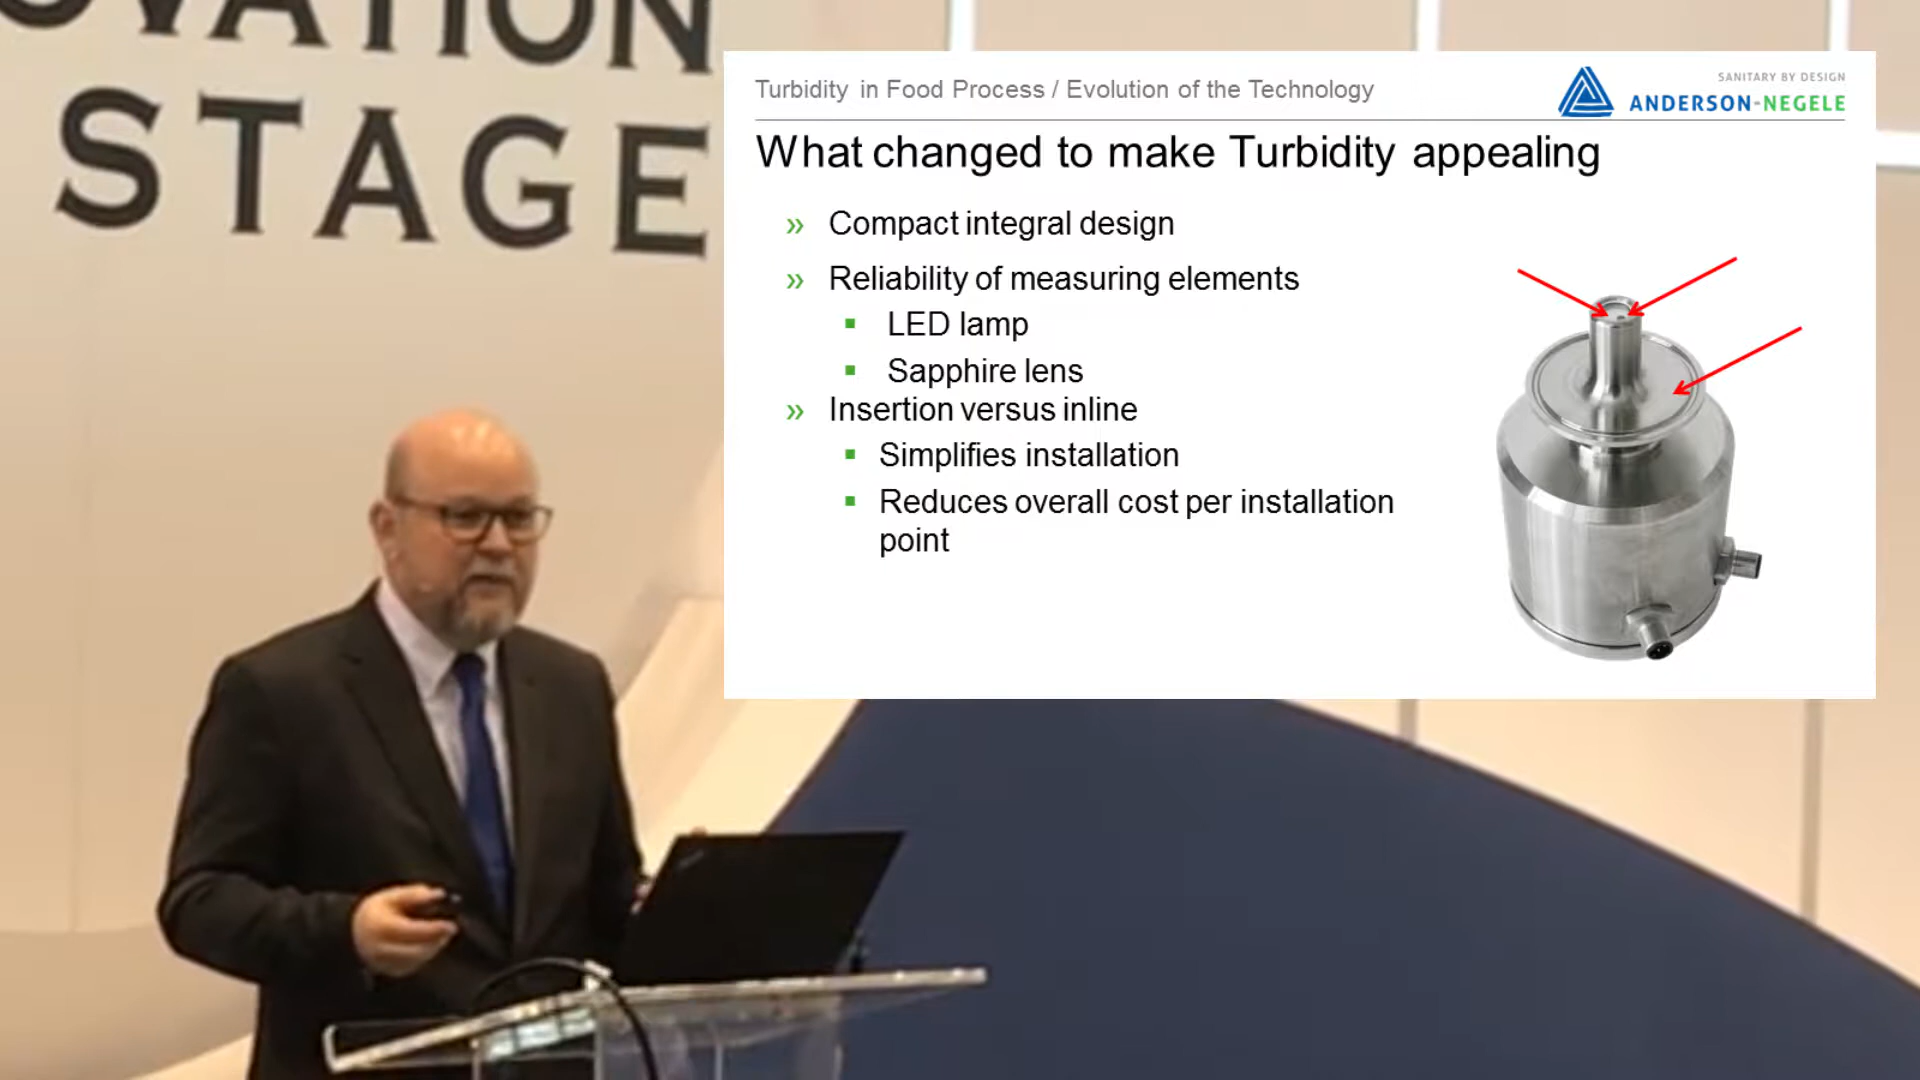 OVATION
STAGE
Turbidity in Food Process / Evolution of the Technology
SANITARY BY DESIGN
ANDERSON-NEGELE
What changed to make Turbidity appealing
» Compact integral design
» Reliability of measuring elements
▪ LED lamp
▪ Sapphire lens
» Insertion versus inline
▪ Simplifies installation
▪ Reduces overall cost per installation
point